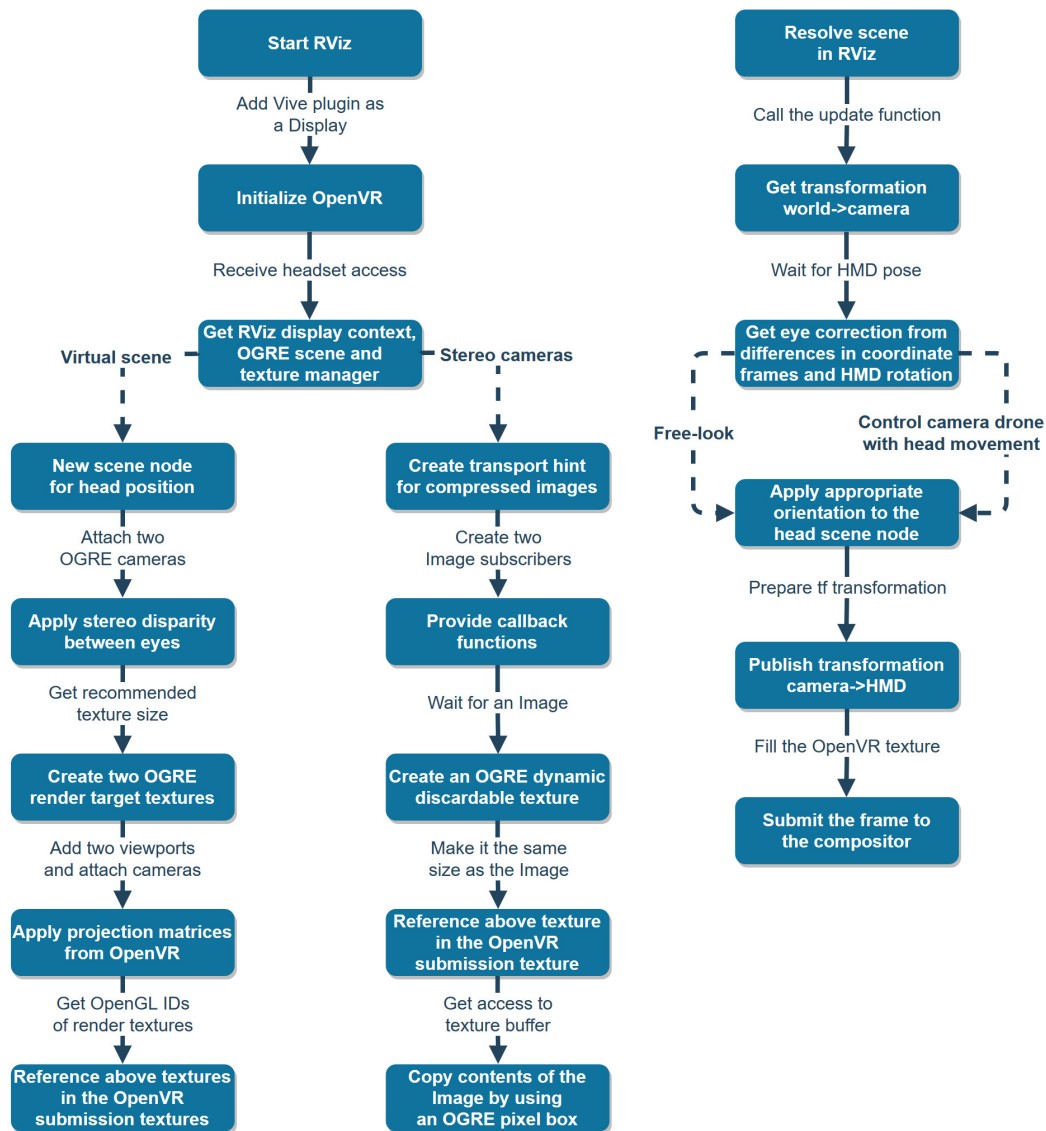 Start RViz
Add Vive plugin as
a Display
Initialize OpenVR
Receive headset access
Get RViz display context,
OGRE scene and
texture manager
Virtual scene
New scene node
for head position
Attach two
OGRE cameras
Apply stereo disparity
between eyes
Get recommended
texture size
Create two OGRE
render target textures
Add two viewports
and attach cameras
Apply projection matrices
from OpenVR
Get OpenGL IDs
of render textures
Reference above textures
in the OpenVR
submission textures
Stereo cameras
Create transport hint
for compressed images
Create two
Image subscribers
Provide callback
functions
Wait for an Image
Create an OGRE dynamic
discardable texture
Make it the same
size as the Image
Reference above texture
in the OpenVR
submission texture
Get access to
texture buffer
Copy contents of the
Image by using
an OGRE pixel box
Resolve scene
in RViz
Call the update function
Get transformation
world->camera
Wait for HMD pose
Get eye correction from
differences in coordinate
frames and HMD rotation
Free-look
Control camera drone
with head movement
Apply appropriate
orientation to the
head scene node
Prepare tf transformation
Publish transformation
camera->HMD
Fill the OpenVR texture
Submit the frame to
the compositor